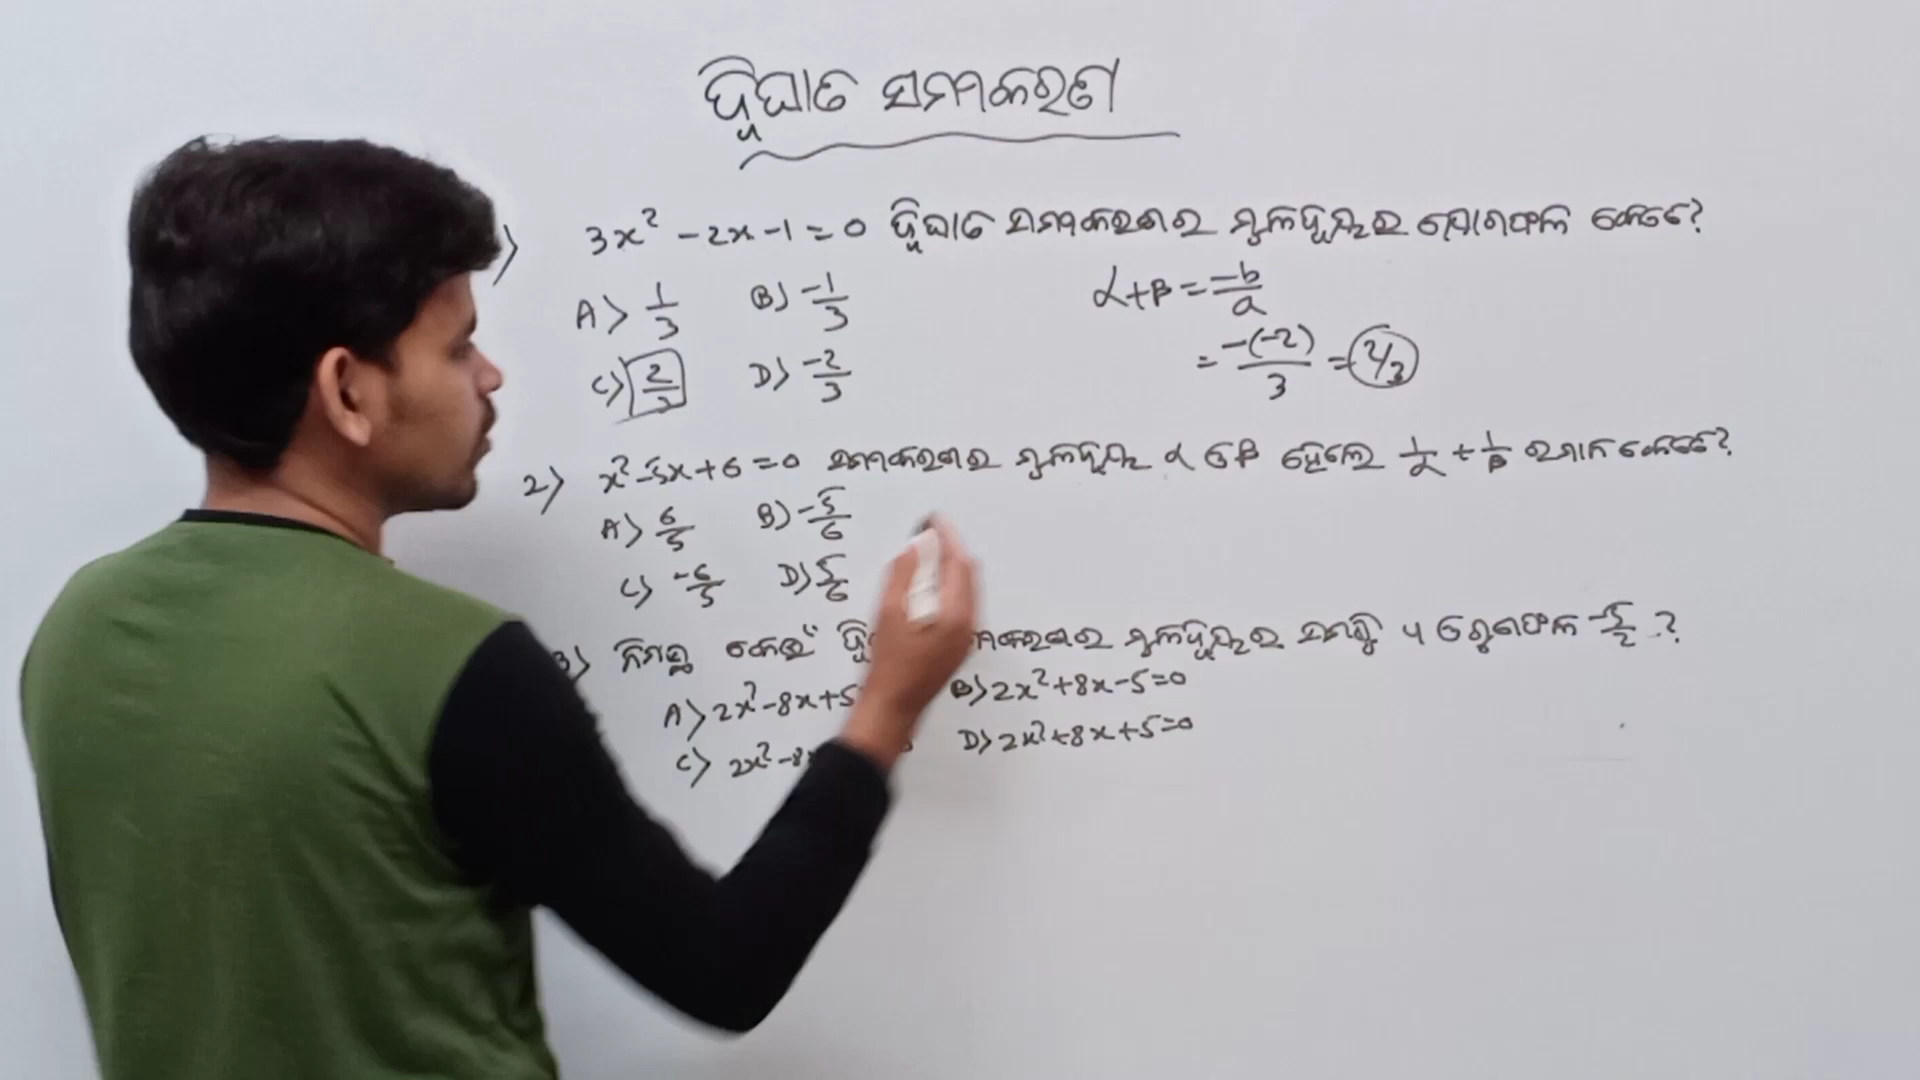 ଦ୍ୱିଘାତ ସମୀକରଣ
) 3x² - 2x - 1 = 0 ଦ୍ୱିଘାତ ସମୀକରଣର ମୂଳଦ୍ୱୟର ଯୋଗଫଳ କେତେ?
A) 1/3 B) -1/3
C) 2/3 D) -2/3
α+β = -b/a
= -(-2)/3 = 2/3
2) x² - 5x + 6 = 0 ସମୀକରଣର ମୂଳଦ୍ୱୟ α ଓ β ହେଲେ 1/α + 1/β ର ମାନ କେତେ?
A) 6/5 B) -5/6
C) -6/5 D) 5/6
3) ନିମ୍ନସ୍ଥ କେଉଁ ସମୀକରଣର ମୂଳଦ୍ୱୟର ସମଷ୍ଟି 4 ଓ ଗୁଣଫଳ -5/2 ?
A) 2x² - 8x + 5 B) 2x² + 8x - 5 = 0
C) 2x² - 8x D) 2x² + 8x + 5 = 0